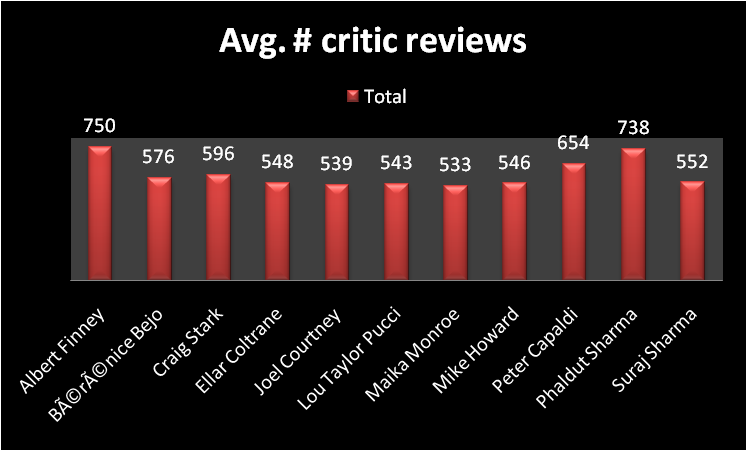 Avg. # critic reviews
Total
750
576
596
548
539
543
533
546
654
738
552
Albert Finney
BÃ©rÃ©nice Bejo
Craig Stark
Ellar Coltrane
Joel Courtney
Lou Taylor Pucci
Maika Monroe
Mike Howard
Peter Capaldi
Phaldut Sharma
Suraj Sharma